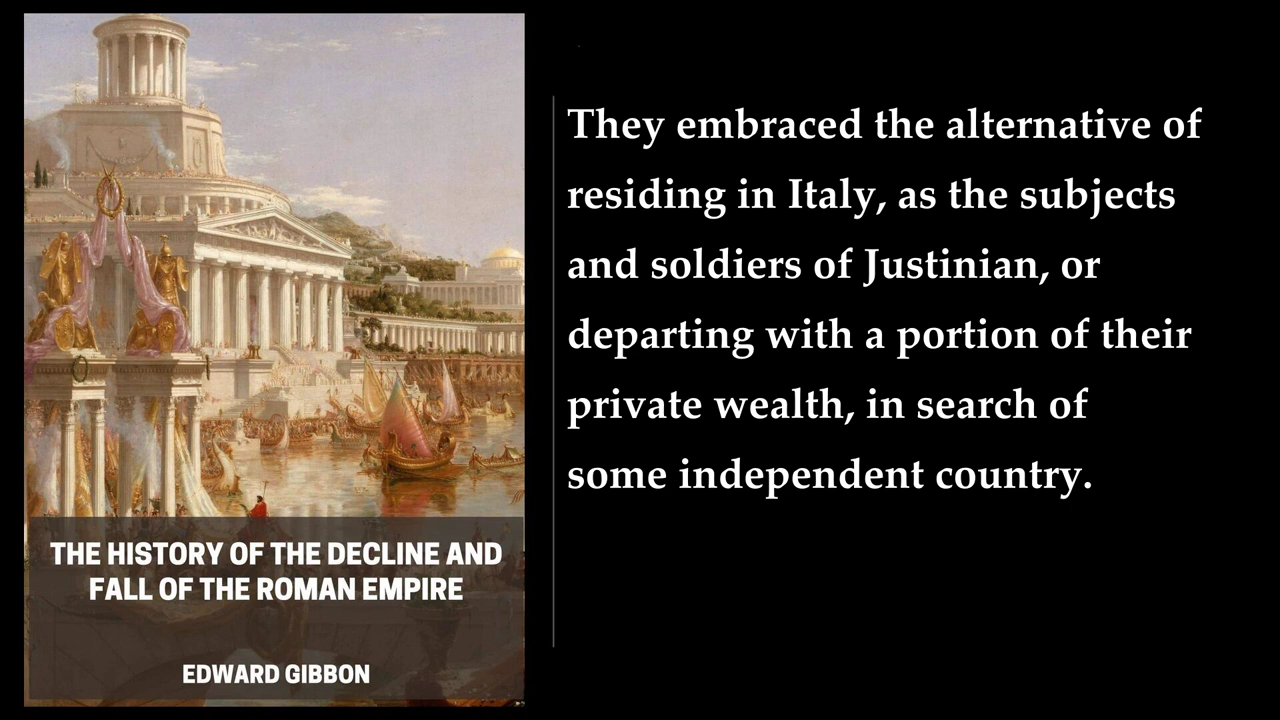 THE HISTORY OF THE DECLINE AND
FALL OF THE ROMAN EMPIRE
EDWARD GIBBON
They embraced the alternative of
residing in Italy, as the subjects
and soldiers of Justinian, or
departing with a portion of their
private wealth, in search of
some independent country.